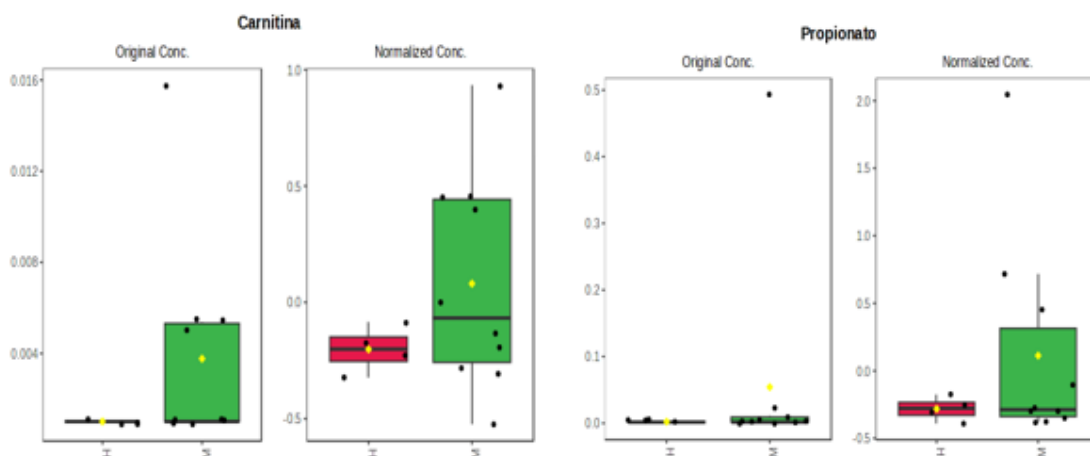 Carnitina
Original Conc.
Normalized Conc.
0.016
0.012
0.008
0.004
H
M
1.0
0.5
0.0
-0.5
H
M
Propionato
Original Conc.
Normalized Conc.
0.5
0.4
0.3
0.2
0.1
0.0
H
M
2.0
1.5
1.0
0.5
0.0
-0.5
H
M